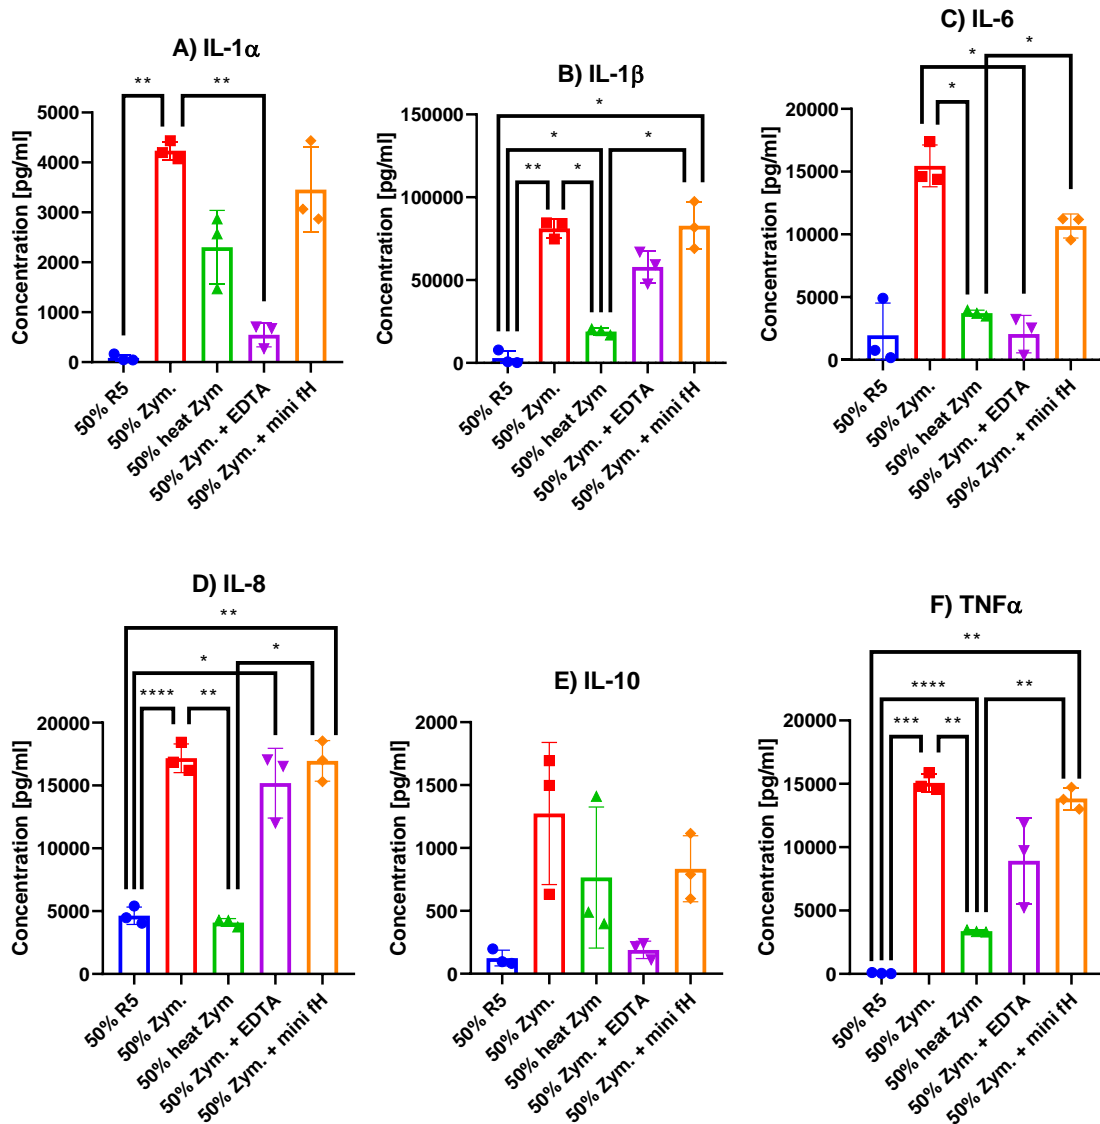 A) IL-1α
** **
Concentration [pg/ml]
5000
4000
3000
2000
1000
0
50% R5
50% Zym.
50% heat Zym
50% Zym. + EDTA
50% Zym. + mini fH
B) IL-1β
*
* *
** *
Concentration [pg/ml]
150000
100000
50000
0
50% R5
50% Zym.
50% heat Zym
50% Zym. + EDTA
50% Zym. + mini fH
C) IL-6
* *
*
Concentration [pg/ml]
20000
15000
10000
5000
0
50% R5
50% Zym.
50% heat Zym
50% Zym. + EDTA
50% Zym. + mini fH
D) IL-8
**
* *
**** **
Concentration [pg/ml]
20000
15000
10000
5000
0
50% R5
50% Zym.
50% heat Zym
50% Zym. + EDTA
50% Zym. + mini fH
E) IL-10
Concentration [pg/ml]
2000
1500
1000
500
0
50% R5
50% Zym.
50% heat Zym
50% Zym. + EDTA
50% Zym. + mini fH
F) TNFα
**
**** **
*** **
Concentration [pg/ml]
20000
15000
10000
5000
0
50% R5
50% Zym.
50% heat Zym
50% Zym. + EDTA
50% Zym. + mini fH